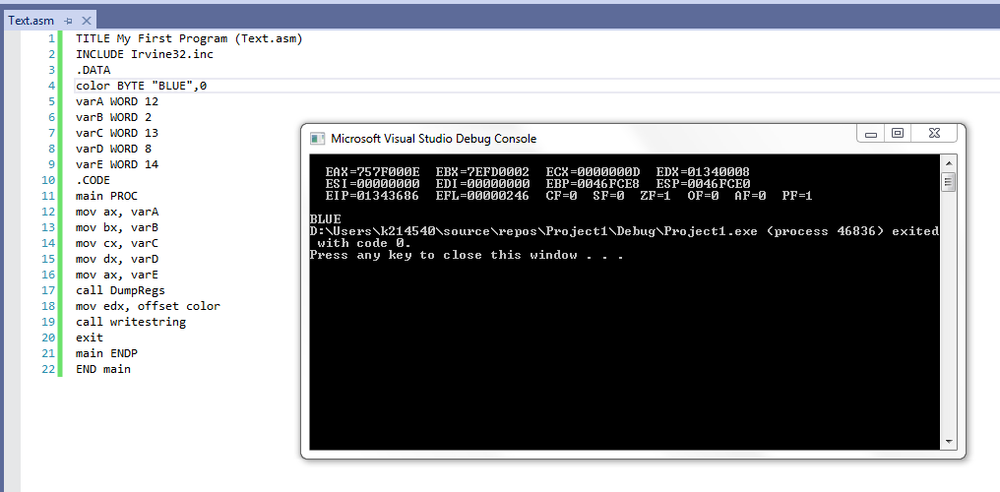 Text.asm
1 TITLE My First Program (Text.asm)
2 INCLUDE Irvine32.inc
3 .DATA
4 color BYTE "BLUE",0
5 varA WORD 12
6 varB WORD 2
7 varC WORD 13
8 varD WORD 8
9 varE WORD 14
10 .CODE
11 main PROC
12 mov ax, varA
13 mov bx, varB
14 mov cx, varC
15 mov dx, varD
16 mov ax, varE
17 call DumpRegs
18 mov edx, offset color
19 call writestring
20 exit
21 main ENDP
22 END main
Microsoft Visual Studio Debug Console
EAX=757F000E EBX=7EFD0002 ECX=0000000D EDX=01340008
ESI=00000000 EDI=00000000 EBP=0046FCE8 ESP=0046FCE0
EIP=01343686 EFL=00000246 CF=0 SF=0 ZF=1 OF=0 AF=0 PF=1
BLUE
D:\Users\k214540\source\repos\Project1\Debug\Project1.exe (process 46836) exited
with code 0.
Press any key to close this window . . .